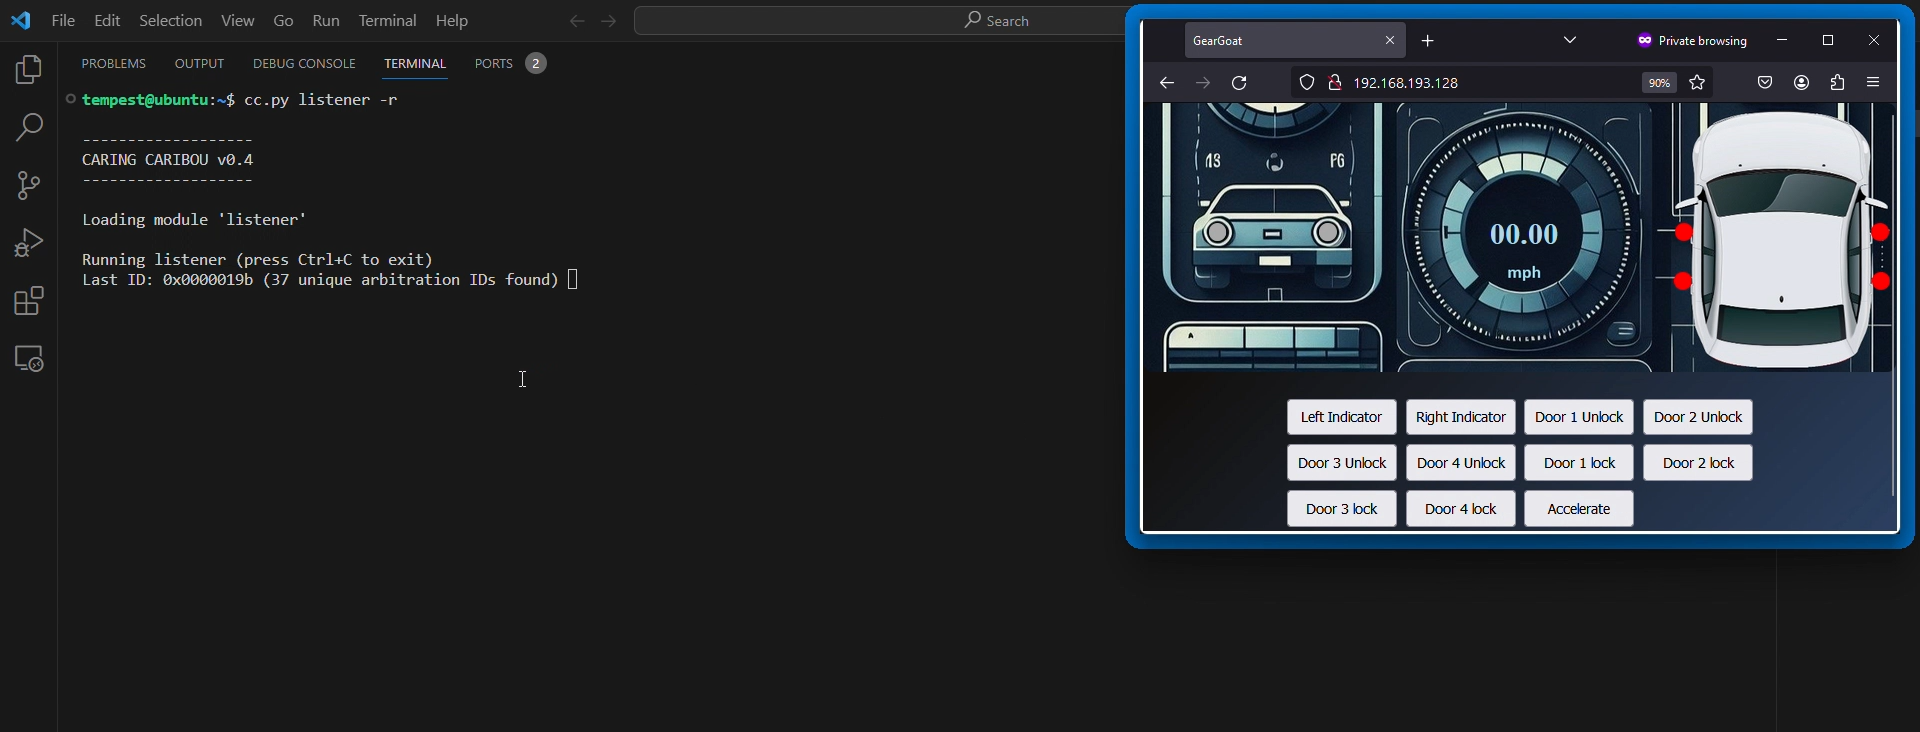 File Edit Selection View Go Run Terminal Help
Search
PROBLEMS OUTPUT DEBUG CONSOLE TERMINAL PORTS 2
tempest@ubuntu:~$ cc.py listener -r
-------------------
CARING CARIBOU v0.4
-------------------
Loading module 'listener'
Running listener (press Ctrl+C to exit)
Last ID: 0x0000019b (37 unique arbitration IDs found)
GearGoat
Private browsing
192.168.193.128
90%
00.00
mph
Left Indicator Right Indicator Door 1 Unlock Door 2 Unlock
Door 3 Unlock Door 4 Unlock Door 1 lock Door 2 lock
Door 3 lock Door 4 lock Accelerate